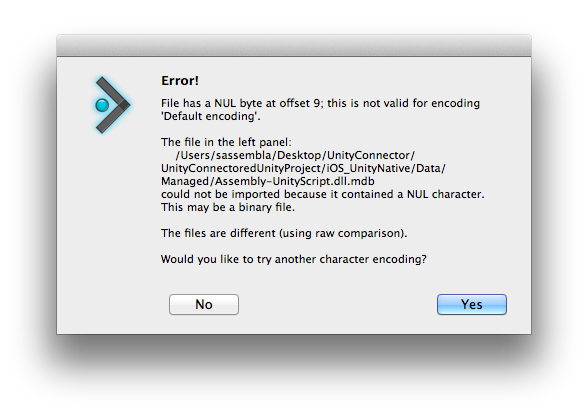 Error!
File has a NUL byte at offset 9; this is not valid for encoding
'Default encoding'.
The file in the left panel:
/Users/sassembla/Desktop/UnityConnector/
UnityConnectoredUnityProject/iOS_UnityNative/Data/
Managed/Assembly-UnityScript.dll.mdb
could not be imported because it contained a NUL character.
This may be a binary file.
The files are different (using raw comparison).
Would you like to try another character encoding?
No
Yes